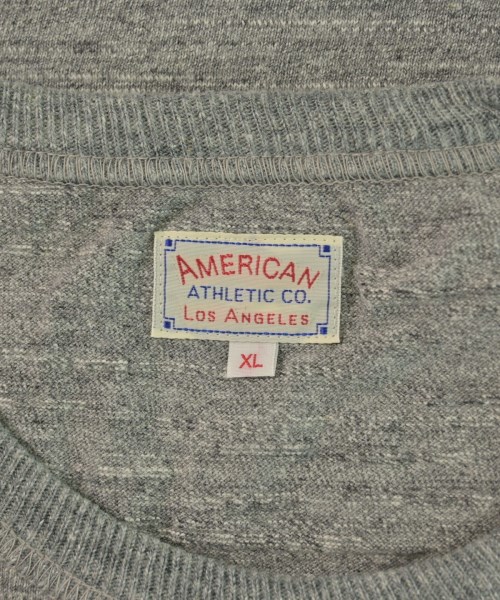 AMERICAN
ATHLETIC CO.
LOS ANGELES
XL